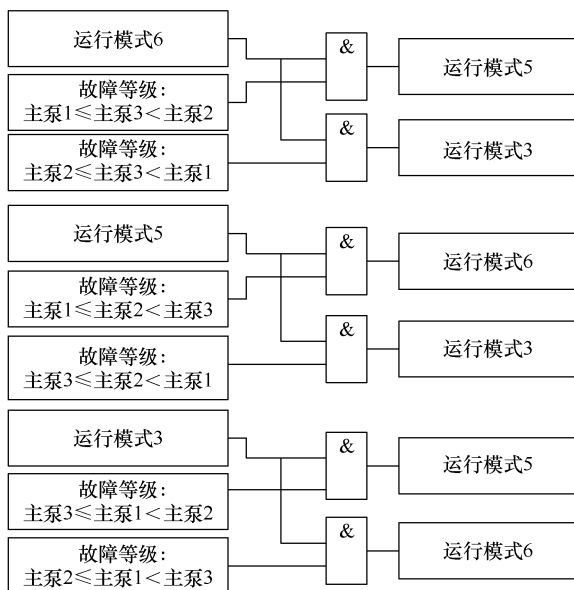 运行模式6
&
运行模式5
故障等级：
主泵1≤主泵3<主泵2
&
运行模式3
故障等级：
主泵2≤主泵3<主泵1
运行模式5
&
运行模式6
故障等级：
主泵1≤主泵2<主泵3
&
运行模式3
故障等级：
主泵3≤主泵2<主泵1
运行模式3
&
运行模式5
故障等级：
主泵3≤主泵1<主泵2
&
运行模式6
故障等级：
主泵2≤主泵1<主泵3